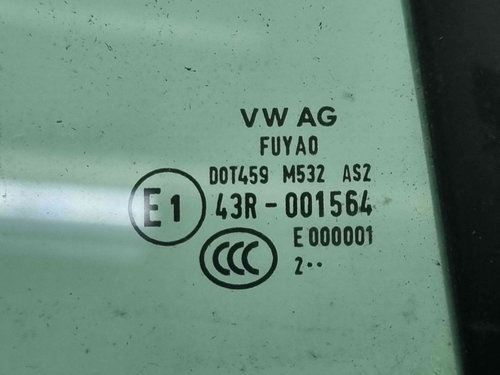 VW AG
FUYAO
DOT459 M532 AS2
E1 43R-001564
CCC E000001
2··